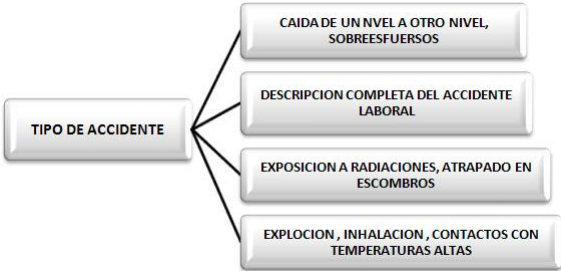 TIPO DE ACCIDENTE
CAIDA DE UN NVEL A OTRO NIVEL,
SOBREESFUERSOS
DESCRIPCION COMPLETA DEL ACCIDENTE
LABORAL
EXPOSICION A RADIACIONES, ATRAPADO EN
ESCOMBROS
EXPLOCION , INHALACION , CONTACTOS CON
TEMPERATURAS ALTAS